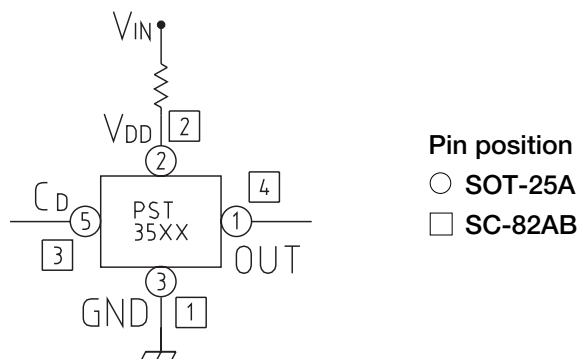 VIN
VDD 2
2
4
CD
5
PST
35XX
1
3
OUT
3
GND 1
Pin position
SOT-25A
SC-82AB